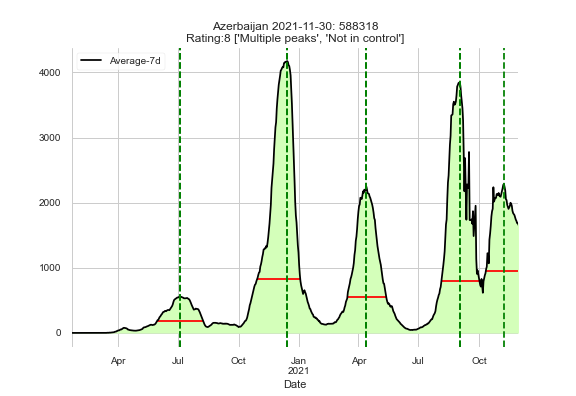 Azerbaijan 2021-11-30: 588318
Rating:8 ['Multiple peaks', 'Not in control']
Average-7d
4000
3000
2000
1000
0
Apr Jul Oct Jan Apr Jul Oct
2021
Date